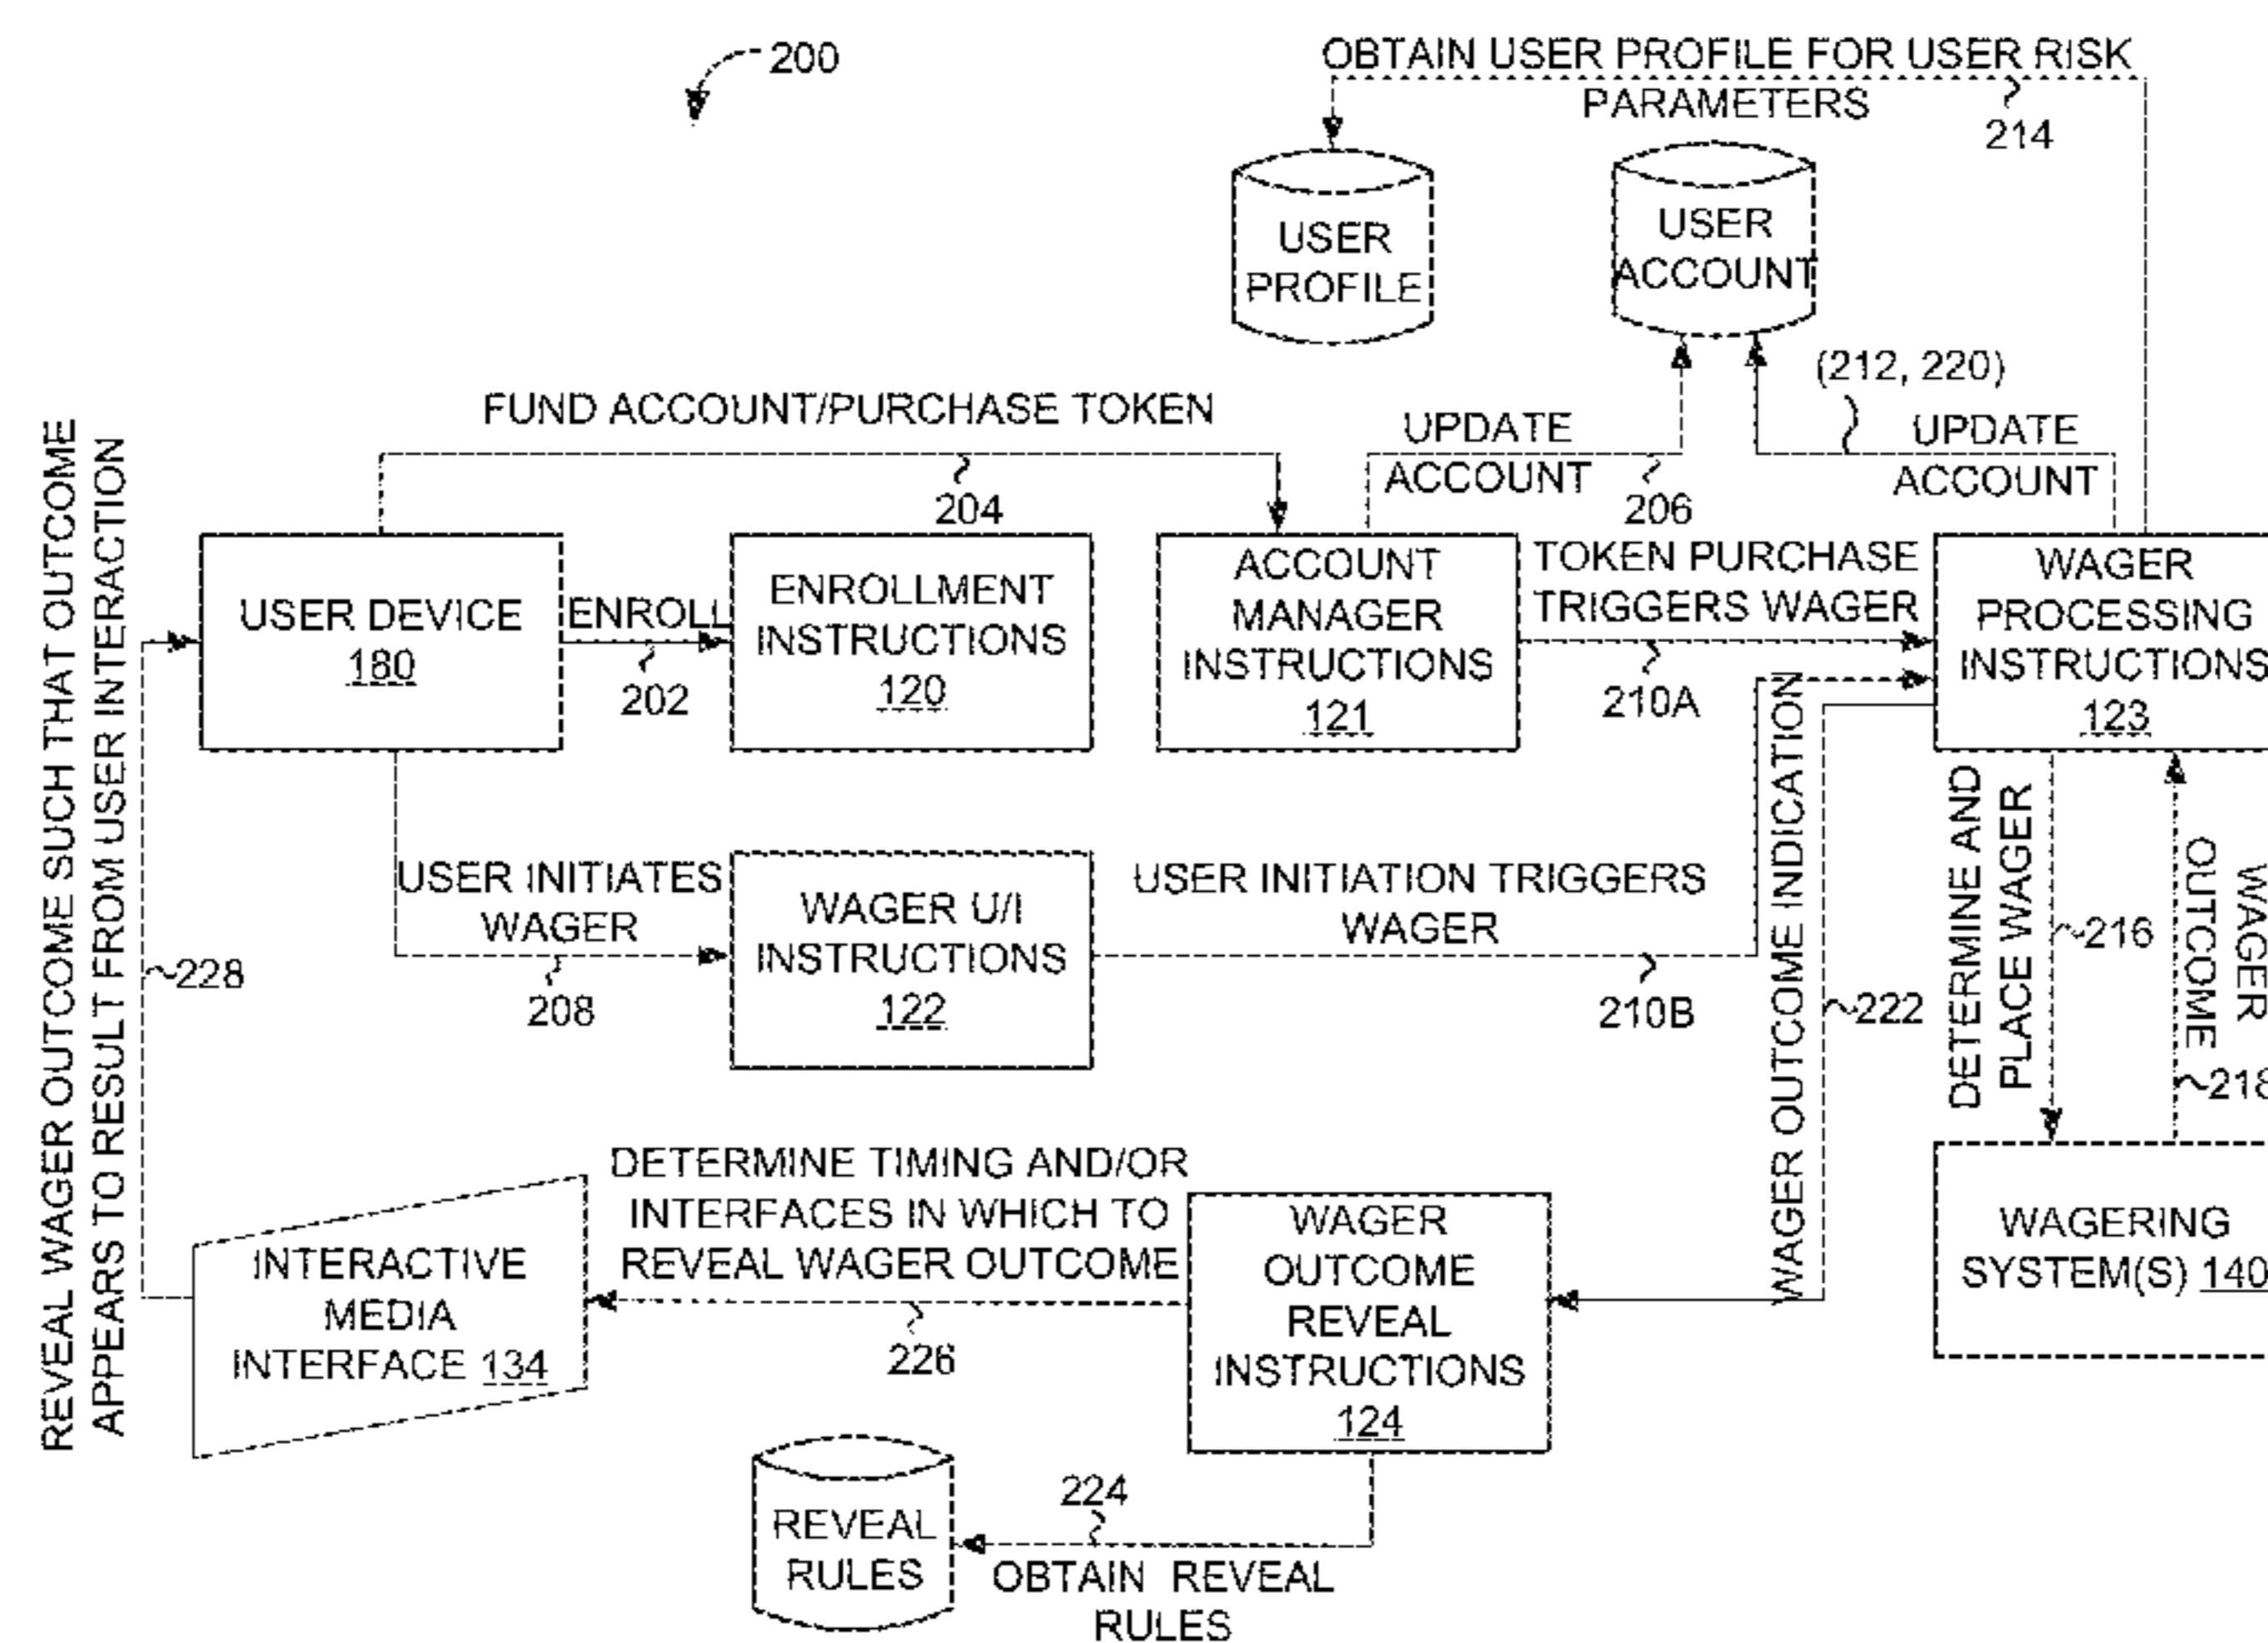 200
OBTAIN USER PROFILE FOR USER RISK
PARAMETERS
214
USER
PROFILE
USER
ACCOUNT
(212, 220)
FUND ACCOUNT/PURCHASE TOKEN
204
UPDATE
ACCOUNT
206
UPDATE
ACCOUNT
REVEAL WAGER OUTCOME SUCH THAT OUTCOME
APPEARS TO RESULT FROM USER INTERACTION
USER DEVICE
180
ENROLL
202
ENROLLMENT
INSTRUCTIONS
120
ACCOUNT
MANAGER
INSTRUCTIONS
121
TOKEN PURCHASE
TRIGGERS WAGER
210A
WAGER
PROCESSING
INSTRUCTIONS
123
USER INITIATES
WAGER
208
WAGER U/I
INSTRUCTIONS
122
USER INITIATION TRIGGERS
WAGER
210B
WAGER OUTCOME INDICATION
222
DETERMINE AND
PLACE WAGER
216
WAGER
OUTCOME
218
228
INTERACTIVE
MEDIA
INTERFACE 134
DETERMINE TIMING AND/OR
INTERFACES IN WHICH TO
REVEAL WAGER OUTCOME
226
WAGER
OUTCOME
REVEAL
INSTRUCTIONS
124
WAGERING
SYSTEM(S) 140
REVEAL
RULES
224
OBTAIN REVEAL
RULES